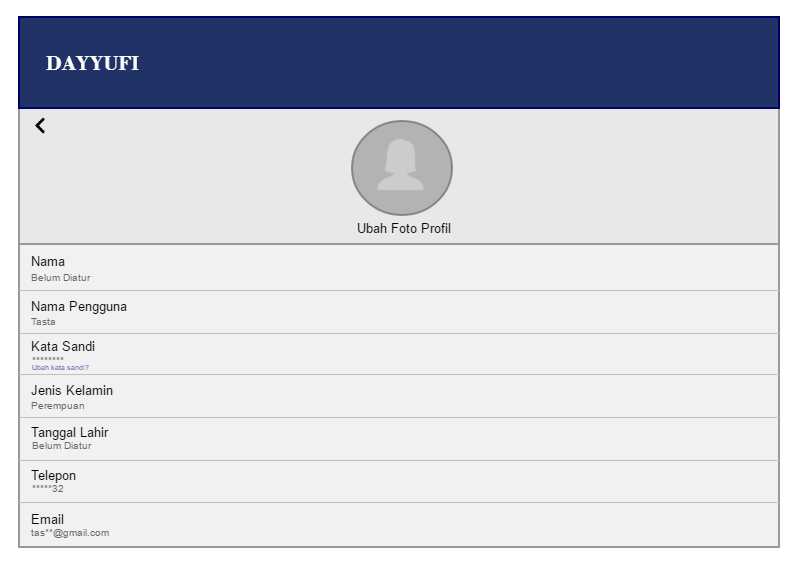 DAYYUFI
Ubah Foto Profil
Nama
Belum Diatur
Nama Pengguna
Tasta
Kata Sandi
********
Ubah kata sandi?
Jenis Kelamin
Perempuan
Tanggal Lahir
Belum Diatur
Telepon
*****32
Email
tas**@gmail.com